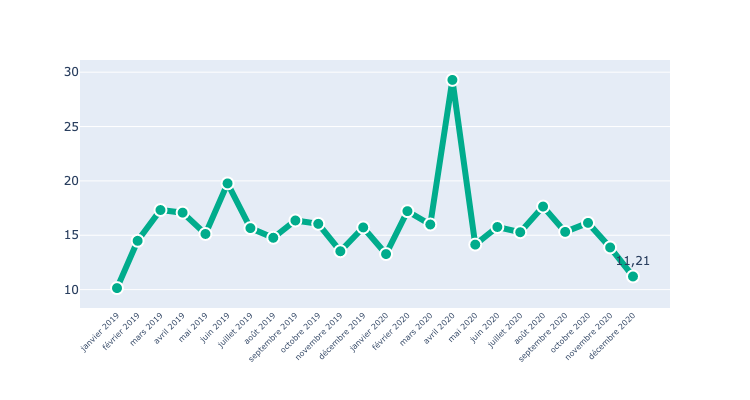 30
25
20
15
10
11,21
janvier 2019
février 2019
mars 2019
avril 2019
mai 2019
juin 2019
juillet 2019
août 2019
septembre 2019
octobre 2019
novembre 2019
décembre 2019
janvier 2020
février 2020
mars 2020
avril 2020
mai 2020
juin 2020
juillet 2020
août 2020
septembre 2020
octobre 2020
novembre 2020
décembre 2020